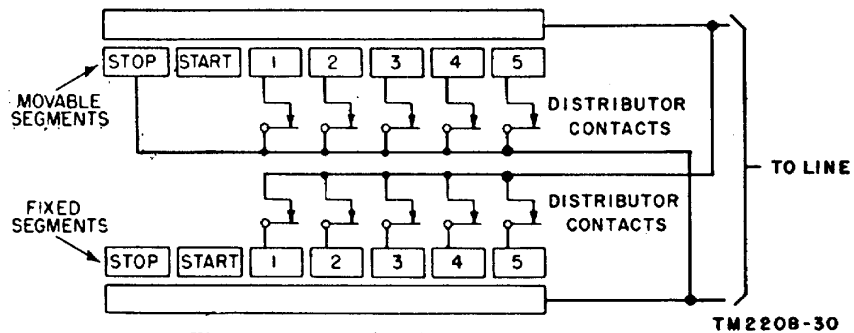 STOP START 1 2 3 4 5
MOVABLE
SEGMENTS
DISTRIBUTOR
CONTACTS
TO LINE
FIXED
SEGMENTS
DISTRIBUTOR
CONTACTS
STOP START 1 2 3 4 5
TM2208-30